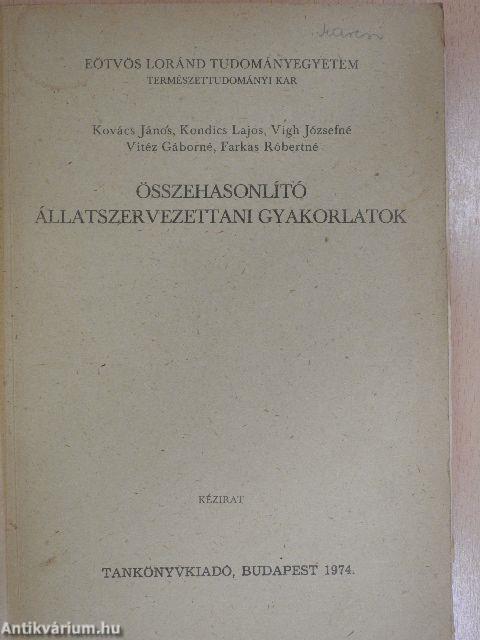 EÖTVÖS LORÁND TUDOMÁNYEGYETEM
TERMÉSZETTUDOMÁNYI KAR
Kovács János, Kondics Lajos, Vigh Józsefné
Vitéz Gáborné, Farkas Róbertné
ÖSSZEHASONLÍTÓ
ÁLLATSZERVEZETTANI GYAKORLATOK
KÉZIRAT
TANKÖNYVKIADÓ, BUDAPEST 1974.
Antikvárium.hu